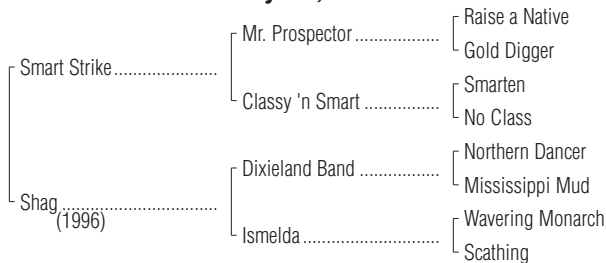 Raise a Native
Mr. Prospector ..................
Gold Digger
Smart Strike......................
Smarten
Classy 'n Smart ................
No Class
Northern Dancer
Dixieland Band .................
Mississippi Mud
Shag ................................
(1996)
Wavering Monarch
Ismelda.............................
Scathing